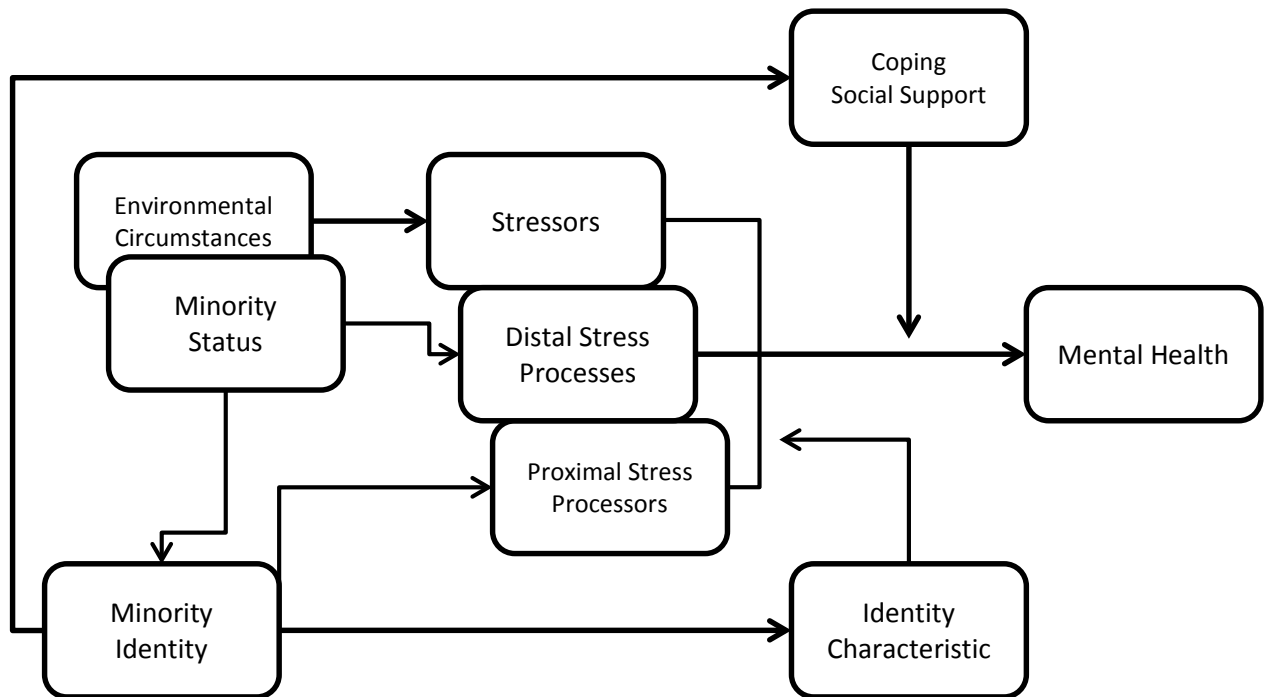 Coping
Social Support
Environmental
Circumstances
Stressors
Minority
Status
Distal Stress
Processes
Mental Health
Proximal Stress
Processors
Minority
Identity
Identity
Characteristic